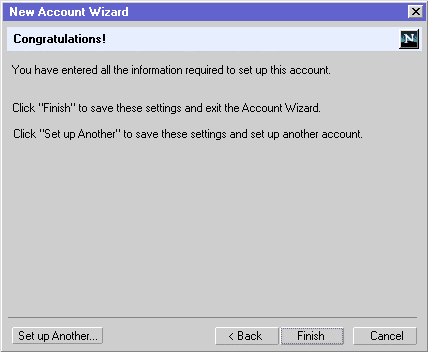 New Account Wizard
Congratulations!
N
You have entered all the information required to set up this account.
Click "Finish" to save these settings and exit the Account Wizard.
Click "Set up Another" to save these settings and set up another account.
Set up Another...
< Back
Finish
Cancel